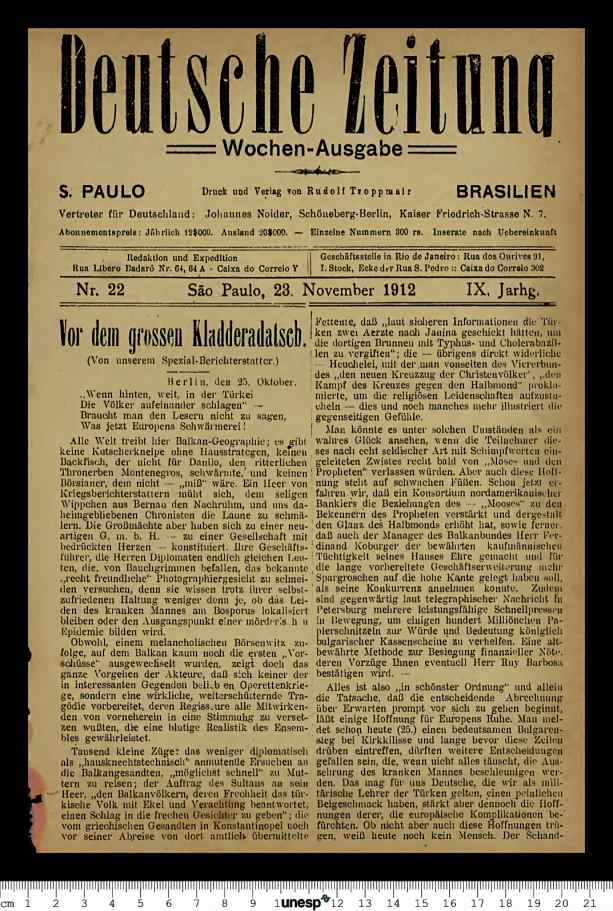 Deutsche Zeitung
Wochen-Ausgabe
S. PAULO
Druck und Verlag von Rudolf Troppmair
BRASILIEN
Vertreter für Deutschland: Johannes Noider, Schöneberg-Berlin, Kaiser Friedrich-Strasse N. 7.
Abonnementspreis: Jährlich 12$000. Ausland 20$000. — Einzelne Nummern 300 rs. Inserate nach Uebereinkunft
Redaktion und Expedition
Rua Libero Badaró Nr. 64, 64 A - Caixa do Correio Y
Geschäftsstelle in Rio de Janeiro: Rua dos Ourives 91,
I. Stock, Ecke der Rua S. Pedro :: Caixa do Correio 302
Nr. 22
São Paulo, 23. November 1912
IX. Jarhg.
Vor dem grossen Kladderadatsch.
(Von unserem Spezial-Berichterstatter.)
Berlin, den 25. Oktober.
„Wenn hinten, weit, in der Türkei
Die Völker aufeinander schlagen“ —
Braucht man den Lesern nicht zu sagen,
Was jetzt Europens Schwärmerei!
Alle Welt treibt hier Balkan-Geographie; es gibt
keine Kutscherkneipe ohne Hausstrategen, keinen
Backfisch, der nicht für Danilo, den ritterlichen
Thronerben Montenegros, schwärmte, und keinen
Börsianer, dem nicht — „miß“ wäre. Ein Heer von
Kriegsberichterstattern müht sich, dem seligen
Wippchen aus Bernau den Nachruhm, und uns da-
heimgebliebenen Chronisten die Laune zu schmä-
lern. Die Großmächte aber haben sich zu einer neu-
artigen G. m. b. H. — zu einer Gesellschaft mit
bedrückten Herzen — konstituiert. Ihre Geschäfts-
führer, die Herren Diplomaten endlich gleichen Leu-
ten, die, von Bauchgrimmen befallen, das bekannte
„recht freundliche“ Photographiergesicht zu schnei-
den versuchen, denn sie wissen trotz ihrer selbst-
zufriedenen Haltung weniger denn je, ob das Lei-
den des kranken Mannes am Bosporus lokalisiert
bleiben oder den Ausgangspunkt einer
Epidemie bilden wird.
Obwohl, einem melancholischen Börsenwitz zu-
folge, auf dem Balkan kaum noch die ersten „Vor-
schüsse“ ausgewechselt wurden, zeigt doch das
ganze Vorgehen der Akteure, daß sich keiner der
in interessanten Gegenden Operettenkrie-
ge, sondern eine wirkliche, weiterschütternde Tra-
gödie vorbereitet, deren alle Mitwirken-
den von vorneherein in eine Stimmung zu verset-
zen wußten, die eine blutige Realistik des Ensem-
bles gewährleistet.
Tausend kleine Züge: das weniger diplomatisch
als „hausknechtstechnisch“ anmutende Ersuchen an
die Balkangesandten, „möglichst schnell“ zu Mut-
tern zu reisen; der Auftrag des Sultans an sein
Heer, „den Balkanvölkern, deren Frechheit das tür-
kische Volk mit Ekel und Verachtung beantwortet,
einen Schlag in die frechen Gesichter zu geben“; die
vom griechischen Gesandten in Konstantinopel noch
vor seiner Abreise von dort amtlich übermittelte
Fettente, daß „laut sicheren Informationen die Tür-
ken zwei Aerzte nach Janina geschickt hätten, um
die dortigen Brunnen mit Typhus- und Cholerabazil-
len zu vergiften“; die — übrigens direkt widerliche
— Heuchelei, mit der man vonseiten des Vierverbun-
des „den neuen Kreuzzug der Christenvölker“, „den
Kampf des Kreuzes gegen den Halbmond“ prokla-
mierte, um die religiösen Leidenschaften aufzusta-
cheln — dies und noch manches mehr illustriert die
gegenseitigen Gefühle.
Man könnte es unter solchen Umständen als ein
wahres Glück ansehen, wenn die Teilnehmer die-
ses nach echt seldischer Art mit Schimpfworten ein-
geleiteten Zwistes recht bald von „Moses und den
Propheten“ verlassen würden. Aber auch diese Hoff-
nung steht auf schwachen Füßen. Schon jetzt er-
fahren wir, daß ein Konsortium nordamerikanischer
Bankiers die Beziehungen des — „Mooses“ zu den
Bekennern des Propheten verstärkt und dergestalt
den Glanz des Halbmonds erhöht hat, sowie ferner,
daß auch der Manager des Balkanbundes Herr Fer-
dinand Koburger der bewährten kaufmännischen
Tüchtigkeit seines Hauses Ehre gemacht und für
die lange vorbereitete Geschäftserweiterung mehr
Spargroschen auf die hohe Kante gelegt haben soll,
als seine Konkurrenz annehmen konnte. Zudem
sind gegenwärtig laut telegraphischer Nachricht in
Petersburg mehrere leistungsfähige Schnellpressen
in Bewegung, um einigen hundert Milliönchen Pa-
pierschnitzeln zur Würde und Bedeutung königlich
bulgarischer Kassenscheine zu verhelfen. Eine alt-
bewährte Methode zur Besiegung finanzieller Nöte,
deren Vorzüge Ihnen eventuell Herr Ruy Barbosa
bestätigen wird. —
Alles ist also „in schönster Ordnung“ und allein
die Tatsache, daß die entscheidende Abrechnung
über Erwarten prompt vor sich zu gehen beginnt,
läßt einige Hoffnung für Europens Ruhe. Man mel-
det schon heute (25.) einen bedeutsamen Bulgaren-
sieg bei Kirkkilisse und lange bevor diese Zeilen
drüben eintreffen, dürften weitere Entscheidungen
gefallen sein, die, wenn nicht alles täuscht, die Aus-
zehrung des kranken Mannes beschleunigen wer-
den. Das mag für uns Deutsche, die wir als mili-
tärische Lehrer der Türken gelten, einen peinlichen
Beigeschmack haben, stärkt aber dennoch die Hoff-
nungen derer, die europäische Komplikationen be-
fürchten. Ob nicht aber auch diese Hoffnungen trü-
gen, weiß heute noch kein Mensch. Der Schand-
cm 1 2 3 4 5 6 7 8 9 unesp 12 13 14 15 16 17 18 19 20 21